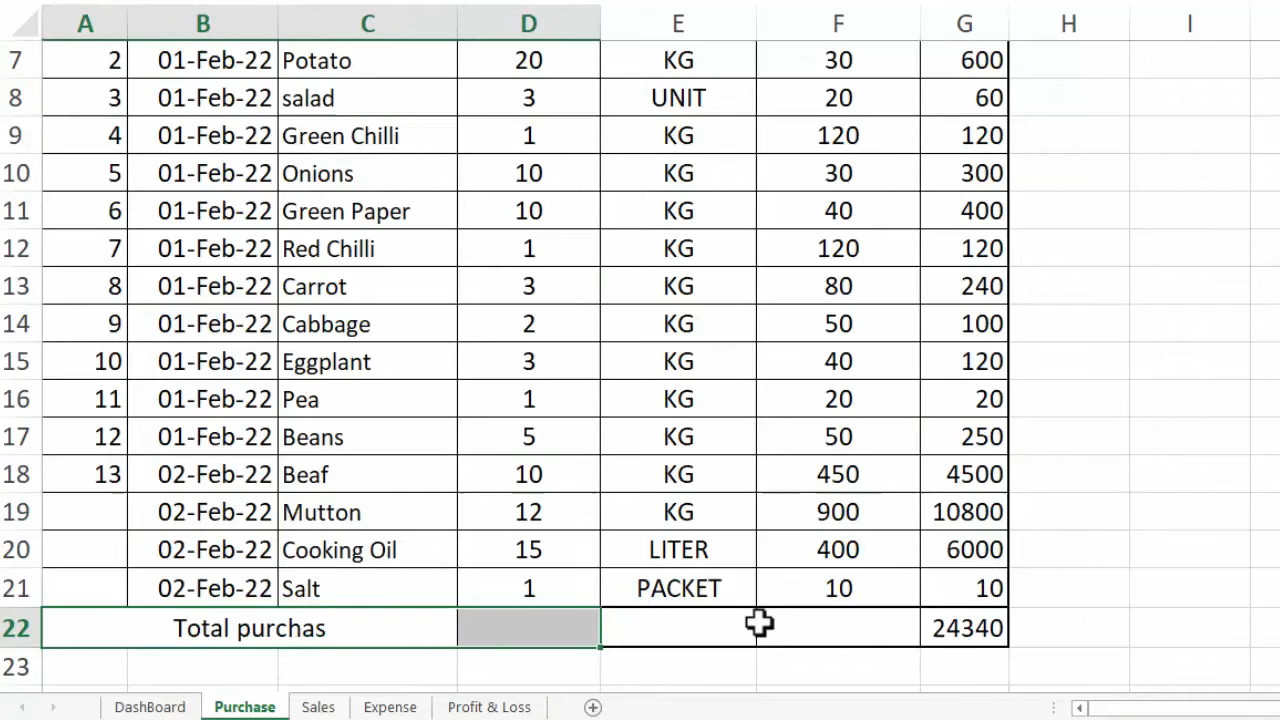 A B C D E F G H I
7 2 01-Feb-22 Potato 20 KG 30 600
8 3 01-Feb-22 salad 3 UNIT 20 60
9 4 01-Feb-22 Green Chilli 1 KG 120 120
10 5 01-Feb-22 Onions 10 KG 30 300
11 6 01-Feb-22 Green Paper 10 KG 40 400
12 7 01-Feb-22 Red Chilli 1 KG 120 120
13 8 01-Feb-22 Carrot 3 KG 80 240
14 9 01-Feb-22 Cabbage 2 KG 50 100
15 10 01-Feb-22 Eggplant 3 KG 40 120
16 11 01-Feb-22 Pea 1 KG 20 20
17 12 01-Feb-22 Beans 5 KG 50 250
18 13 02-Feb-22 Beaf 10 KG 450 4500
19 02-Feb-22 Mutton 12 KG 900 10800
20 02-Feb-22 Cooking Oil 15 LITER 400 6000
21 02-Feb-22 Salt 1 PACKET 10 10
22 Total purchas 24340
23
DashBoard Purchase Sales Expense Profit & Loss